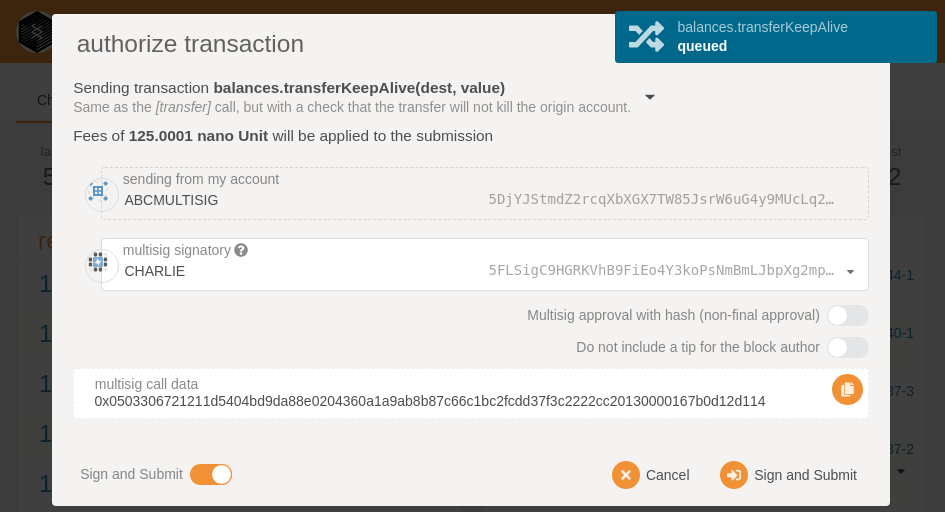 balances.transferKeepAlive
queued
authorize transaction
Sending transaction balances.transferKeepAlive(dest, value)
Same as the [transfer] call, but with a check that the transfer will not kill the origin account.
Fees of 125.0001 nano Unit will be applied to the submission
sending from my account
ABCMULTISIG 5DjYJStmdZ2rcqXbXGX7TW85JsrW6uG4y9MUcLq2…
multisig signatory ?
CHARLIE 5FLSigC9HGRKVhB9FiEo4Y3koPsNmBmLJbpXg2mp…
Multisig approval with hash (non-final approval)
Do not include a tip for the block author
multisig call data
0x0503306721211d5404bd9da88e0204360a1a9ab8b87c66c1bc2fcdd37f3c2222cc20130000167b0d12d114
Sign and Submit
Cancel
Sign and Submit